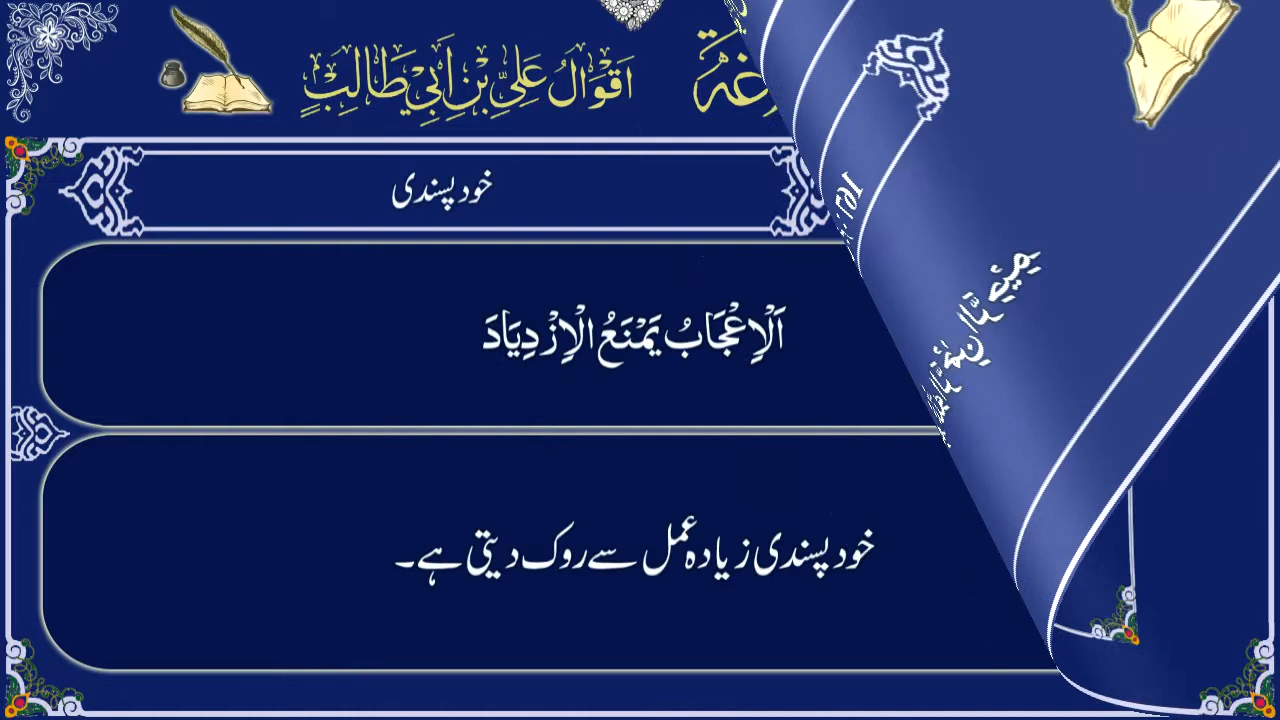 اَقْوَالُ عَلِيِّ بْنِ اَبِيْ طَالِبٍ
خود پسندی
اَلْاِعْجَابُ يَمْنَعُ الْاِزْدِيَادَ
خود پسندی زیادہ عمل سے روک دیتی ہے۔